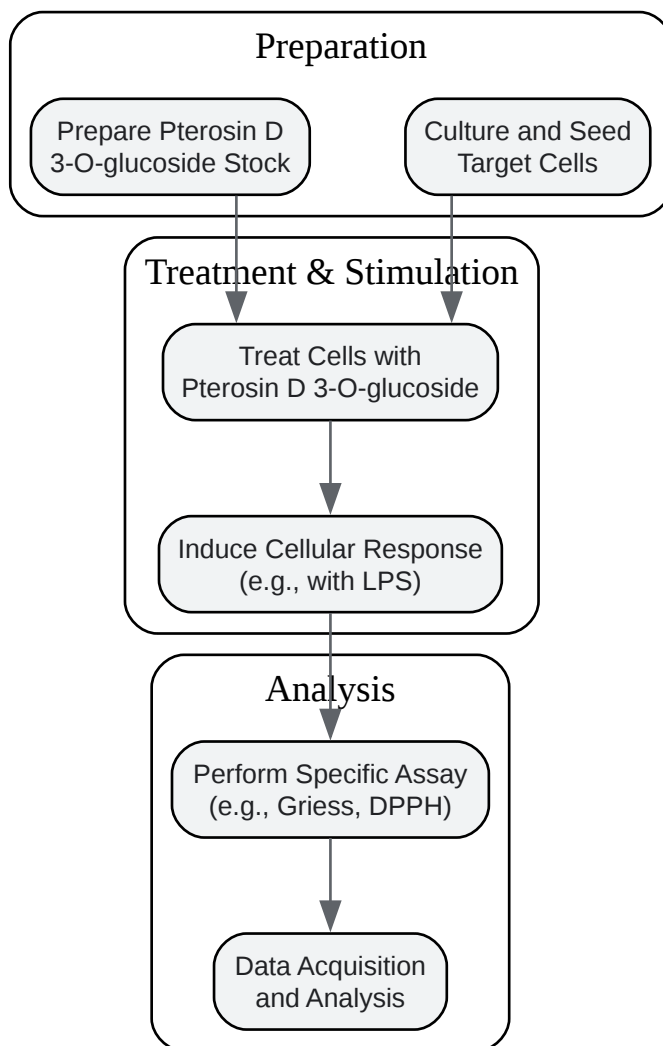 Preparation
Prepare Pterosin D
3-O-glucoside Stock
Culture and Seed
Target Cells
Treatment & Stimulation
Treat Cells with
Pterosin D 3-O-glucoside
Induce Cellular Response
(e.g., with LPS)
Analysis
Perform Specific Assay
(e.g., Griess, DPPH)
Data Acquisition
and Analysis